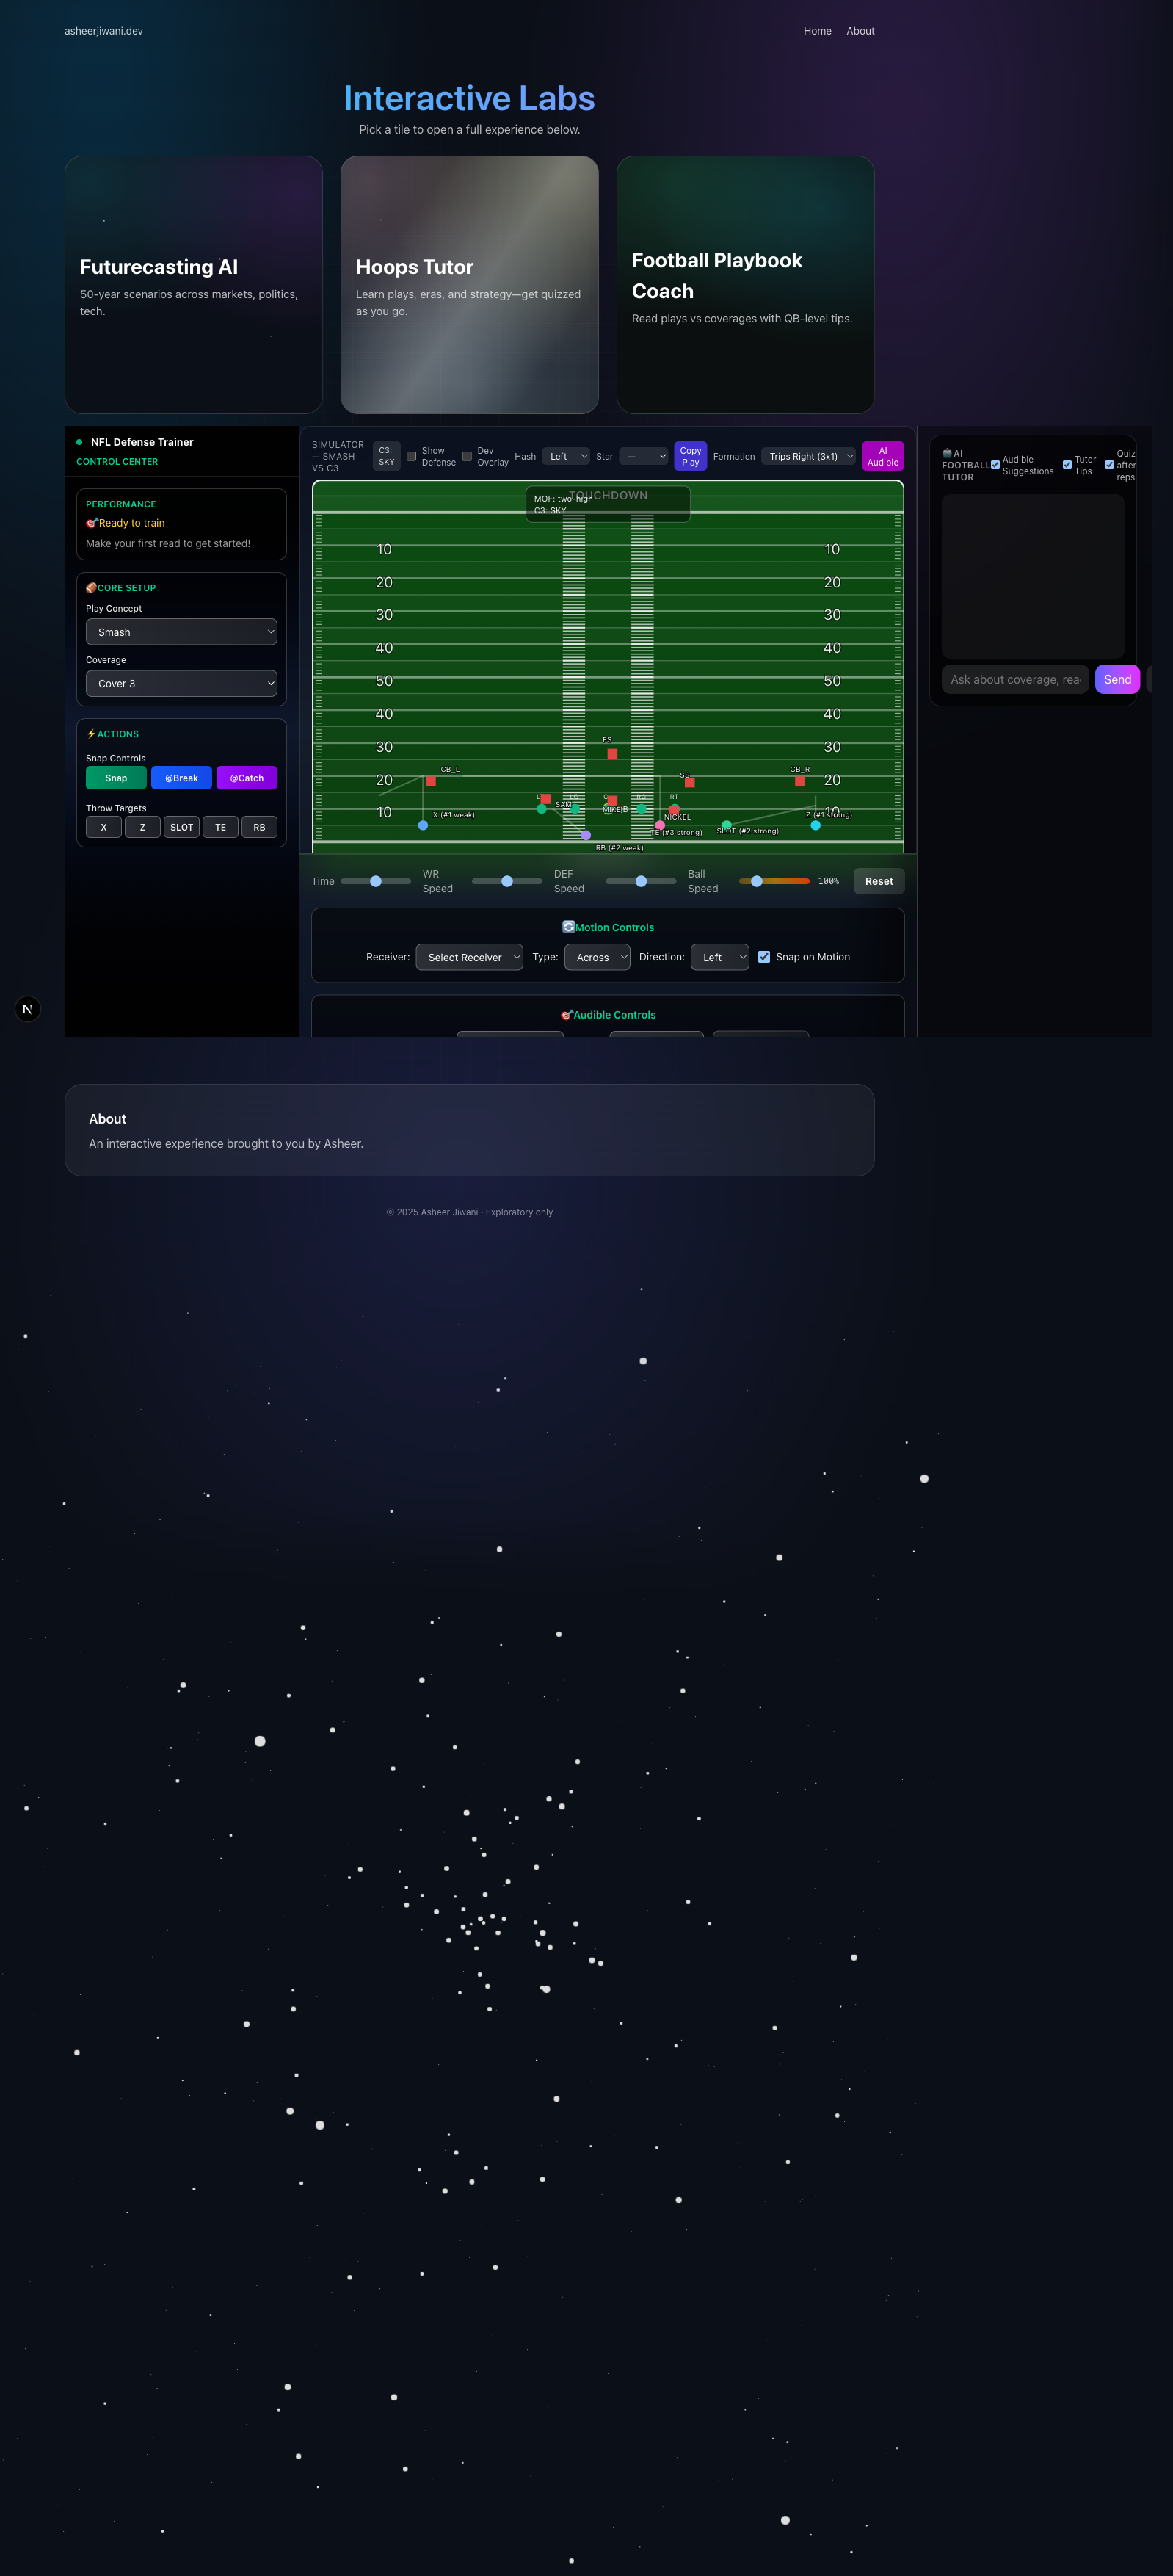 asheerjiwani.dev
Home
About
Interactive Labs
Pick a tile to open a full experience below.
Futurecasting AI
50-year scenarios across markets, politics,
tech.
Hoops Tutor
Learn plays, eras, and strategy—get quizzed
as you go.
Football Playbook
Coach
Read plays vs coverages with QB-level tips.
NFL Defense Trainer
CONTROL CENTER
PERFORMANCE
🎯Ready to train
Make your first read to get started!
🏈CORE SETUP
Play Concept
Smash
Coverage
Cover 3
⚡ACTIONS
Snap Controls
Snap
@Break
@Catch
Throw Targets
X
Z
SLOT
TE
RB
SIMULATOR
— SMASH
VS C3
C3:
SKY
Show
Defense
Dev
Overlay
Hash
Left
Star
—
Copy
Play
Formation
Trips Right (3x1)
AI
Audible
TOUCHDOWN
MOF: two-high
C3: SKY
10
10
20
20
30
30
40
40
50
50
40
40
30
30
20
20
10
10
FS
CB_L
SS
CB_R
LG
RG
RT
SAM
MIKE
X (#1 weak)
NICKEL
Z (#1 strong)
TE (#3 strong)
SLOT (#2 strong)
RB (#2 weak)
Time
WR
Speed
DEF
Speed
Ball
Speed
100%
Reset
🔄Motion Controls
Receiver:
Select Receiver
Type:
Across
Direction:
Left
Snap on Motion
🎯Audible Controls
🤖AI
FOOTBALL
TUTOR
Audible
Suggestions
Tutor
Tips
Quiz
after
reps
Ask about coverage, rea
Send
N
About
An interactive experience brought to you by Asheer.
© 2025 Asheer Jiwani · Exploratory only